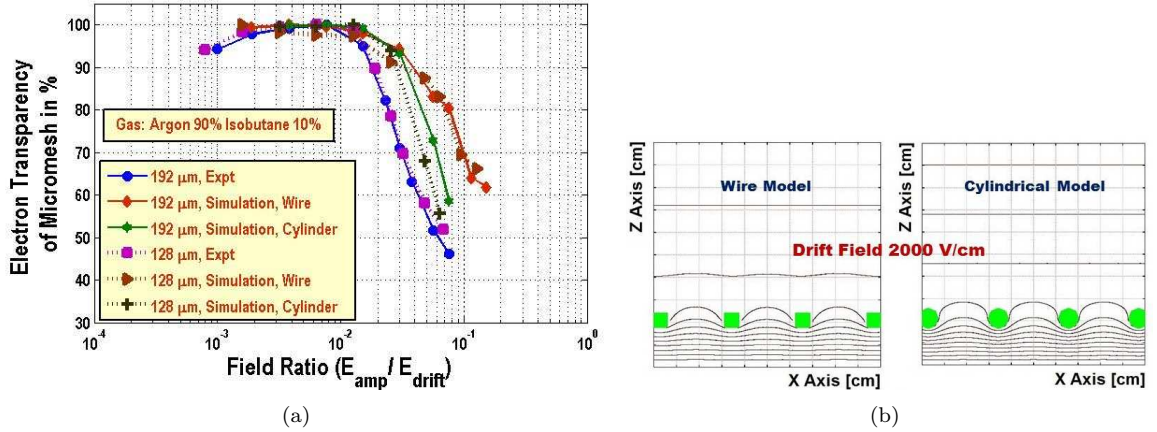 Electron Transparency
of Micromesh in %
100
90
80
70
60
50
40
30
Gas: Argon 90% Isobutane 10%
192 μm, Expt
192 μm, Simulation, Wire
192 μm, Simulation, Cylinder
128 μm, Expt
128 μm, Simulation, Wire
128 μm, Simulation, Cylinder
10⁻⁴ 10⁻³ 10⁻² 10⁻¹ 10⁰
Field Ratio (E_amp/ E_drift)
(a)
Z Axis [cm]
Wire Model
X Axis [cm]
Z Axis [cm]
Cylindrical Model
X Axis [cm]
Drift Field 2000 V/cm
(b)